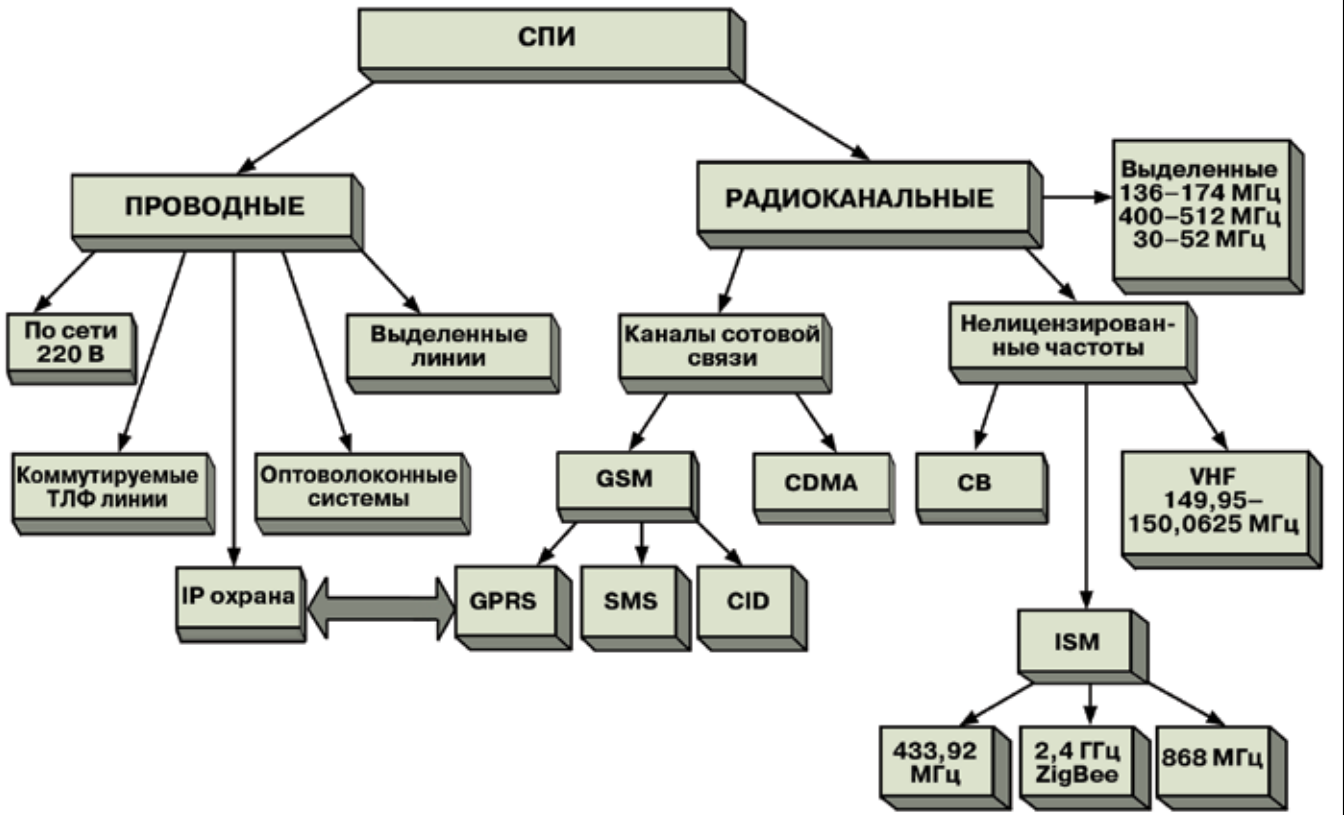 СПИ
ПРОВОДНЫЕ
РАДИОКАНАЛЬНЫЕ
Выделенные
136–174 МГц
400–512 МГц
30–52 МГц
По сети
220 В
Выделенные
линии
Каналы сотовой
связи
Нелицензирован-
ные частоты
Коммутируемые
ТЛФ линии
Оптоволоконные
системы
GSM
CDMA
СВ
VHF
149,95–
150,0625 МГц
IP охрана
GPRS
SMS
CID
ISM
433,92
МГц
2,4 ГГц
ZigBee
868 МГц